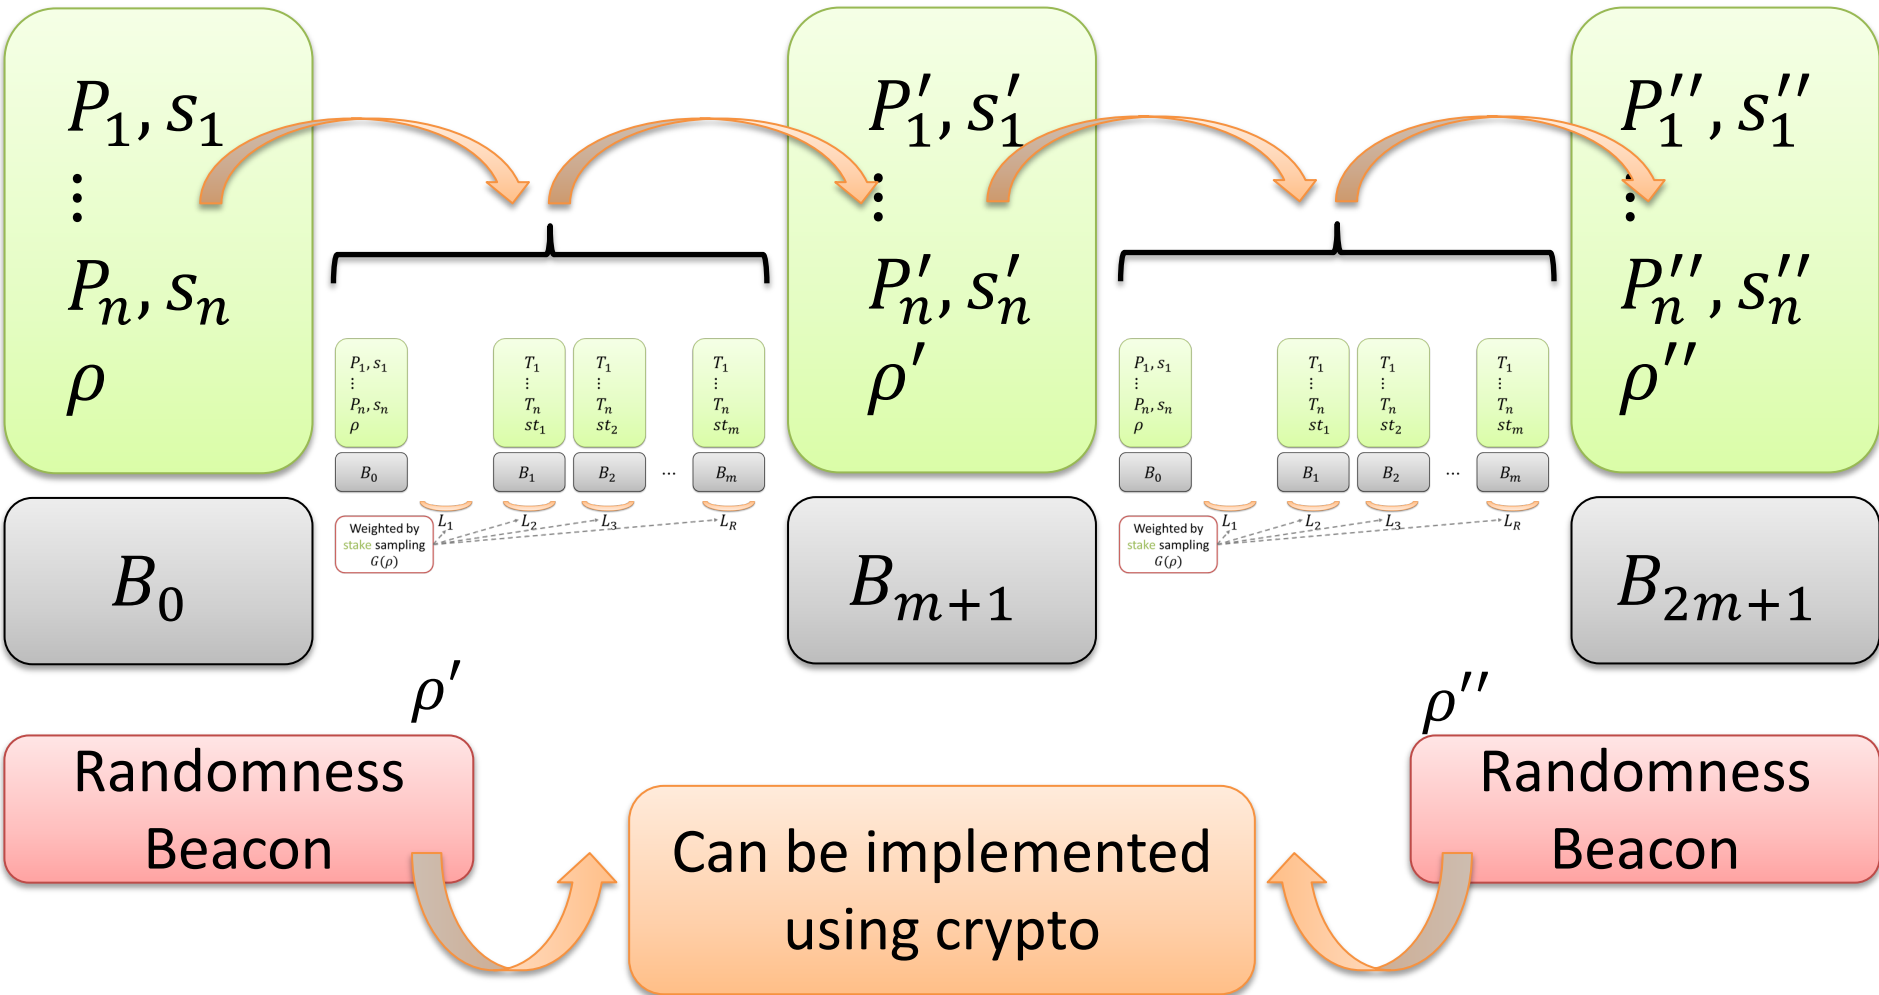 P₁, s₁
⋮
Pₙ, sₙ
ρ
B₀
P₁, s₁
⋮
Pₙ, sₙ
ρ
B₀
T₁
⋮
Tₙ
st₁
B₁
T₁
⋮
Tₙ
st₂
B₂
...
T₁
⋮
Tₙ
stₘ
Bₘ
L₁
L₂
L₃
L_R
Weighted by
stake sampling
G(ρ)
P′₁, s′₁
⋮
P′ₙ, s′ₙ
ρ′
Bₘ₊₁
P₁, s₁
⋮
Pₙ, sₙ
ρ
B₀
T₁
⋮
Tₙ
st₁
B₁
T₁
⋮
Tₙ
st₂
B₂
...
T₁
⋮
Tₙ
stₘ
Bₘ
L₁
L₂
L₃
L_R
Weighted by
stake sampling
G(ρ)
P″₁, s″₁
⋮
P″ₙ, s″ₙ
ρ″
B₂ₘ₊₁
ρ′
Randomness
Beacon
Can be implemented
using crypto
ρ″
Randomness
Beacon